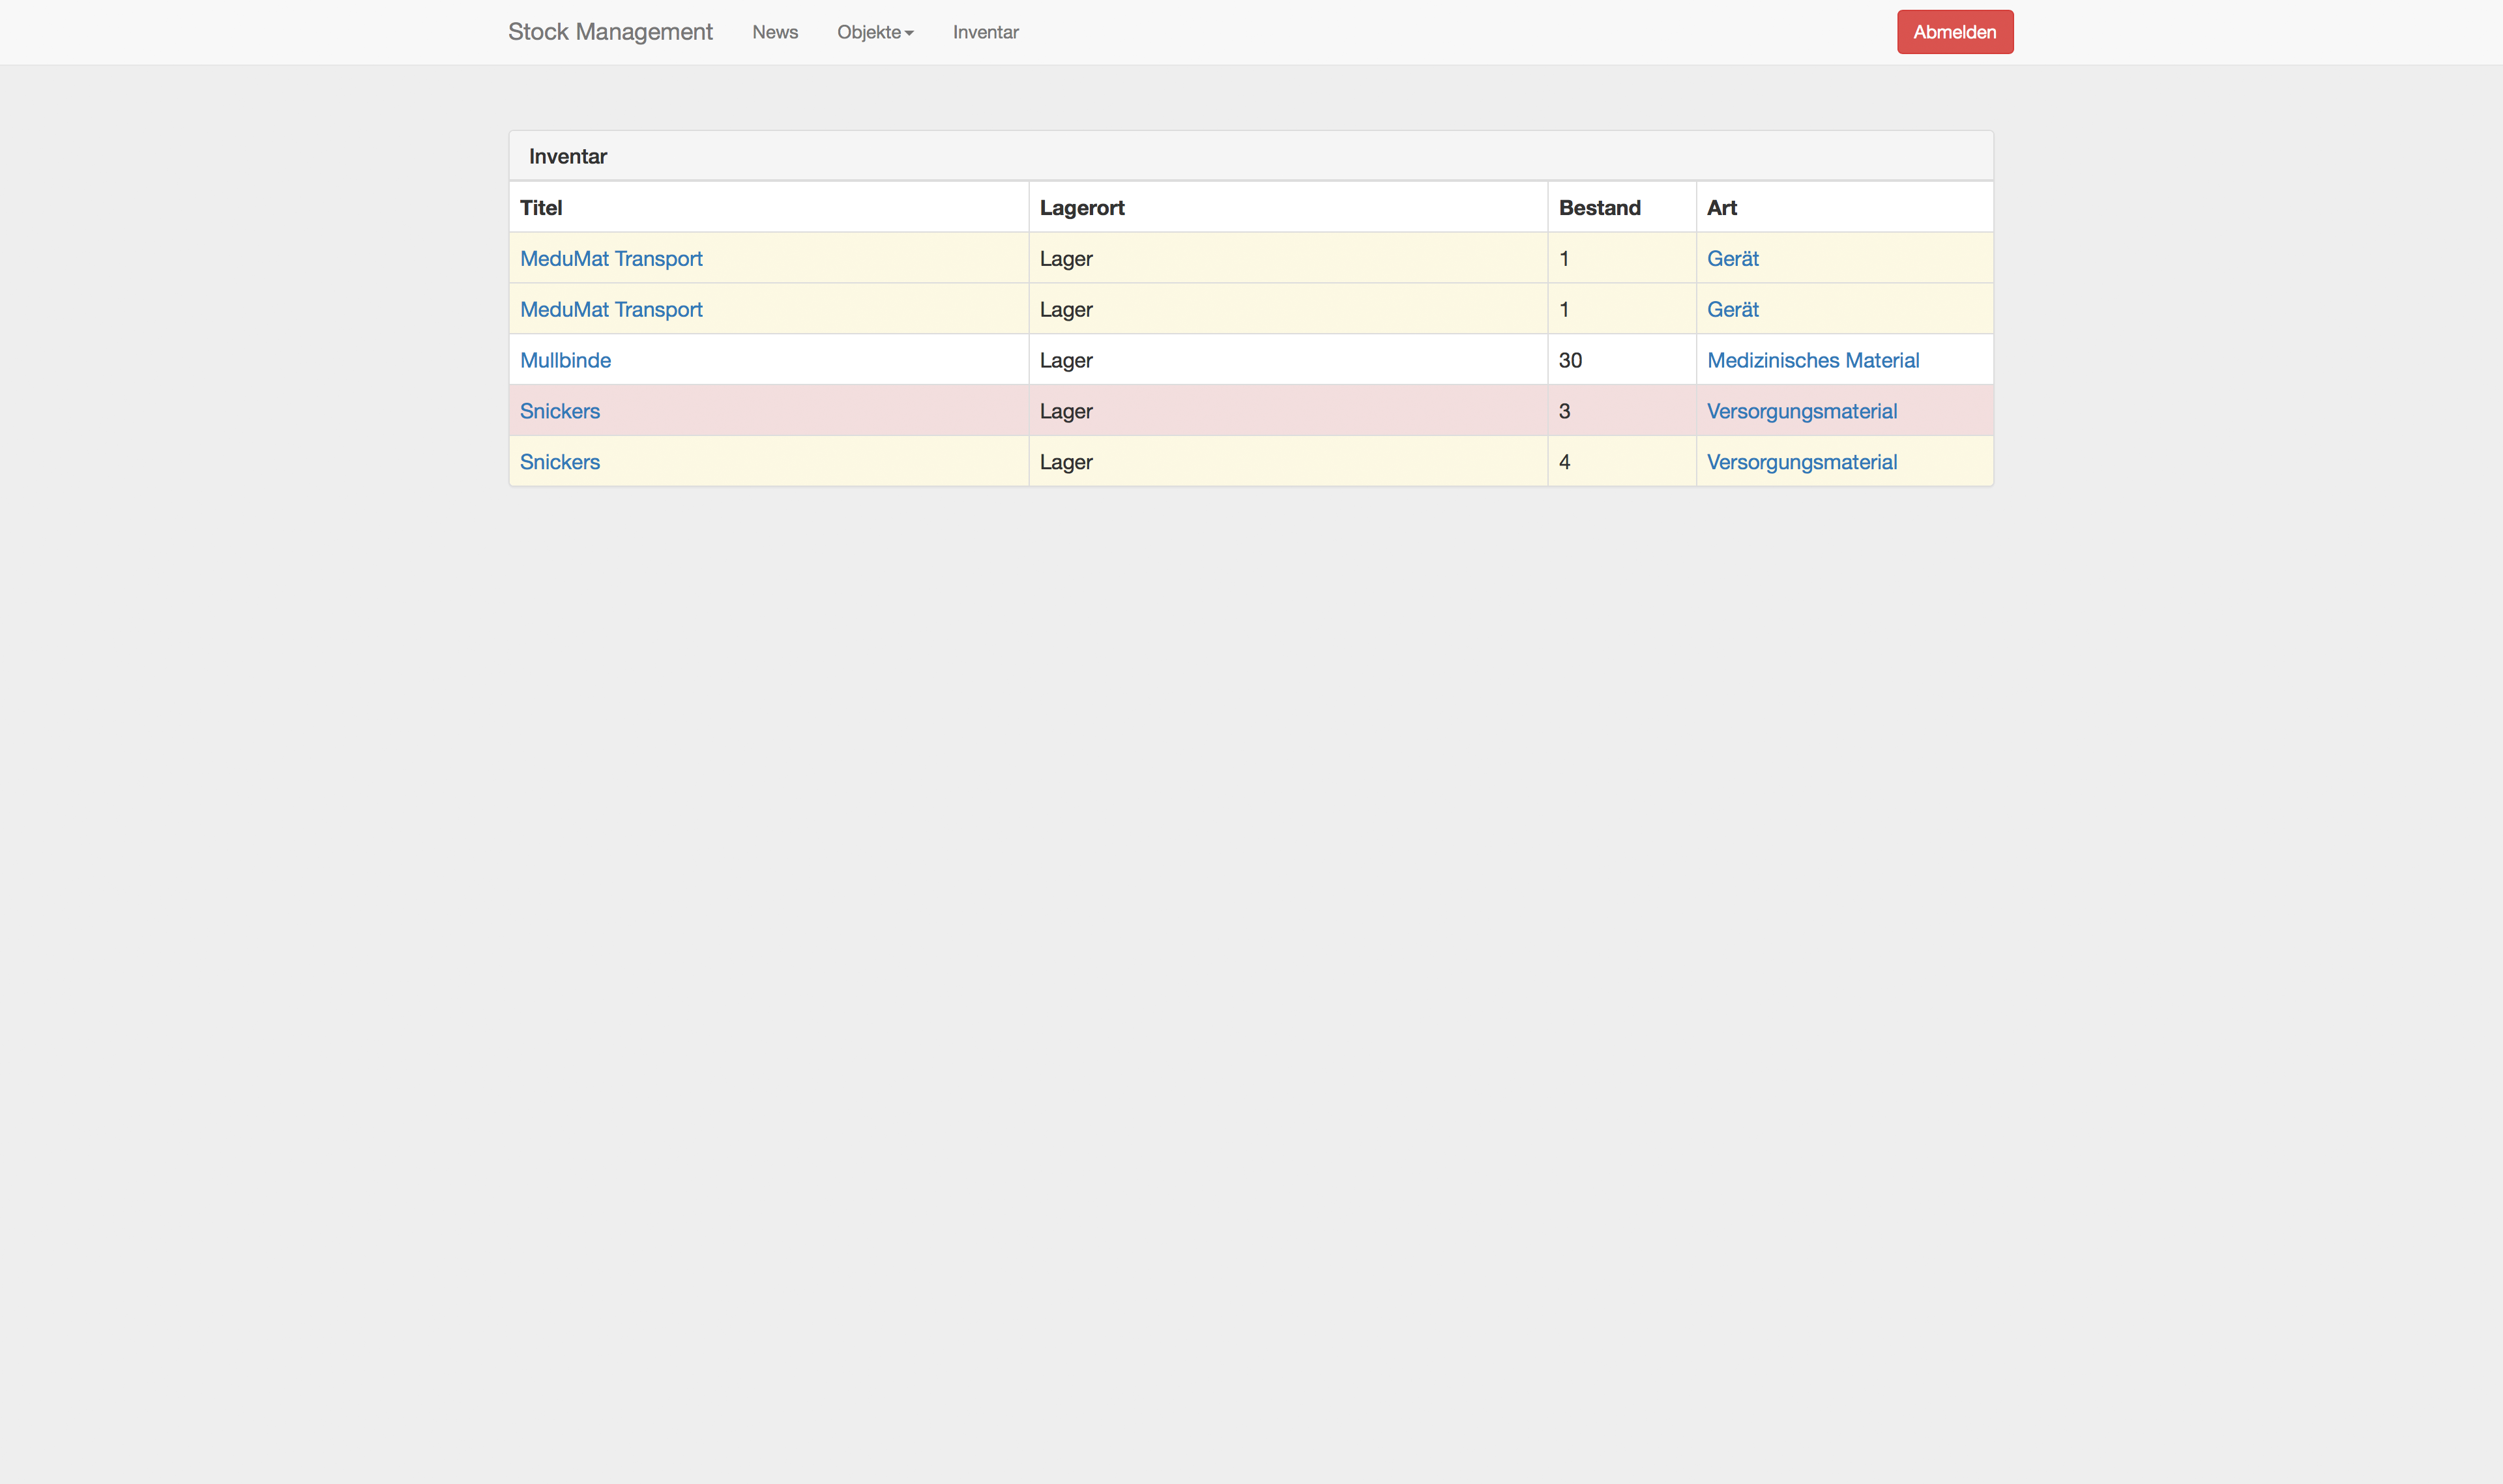 Stock Management News Objekte Inventar Abmelden
Inventar
Titel Lagerort Bestand Art
MeduMat Transport Lager 1 Gerät
MeduMat Transport Lager 1 Gerät
Mullbinde Lager 30 Medizinisches Material
Snickers Lager 3 Versorgungsmaterial
Snickers Lager 4 Versorgungsmaterial